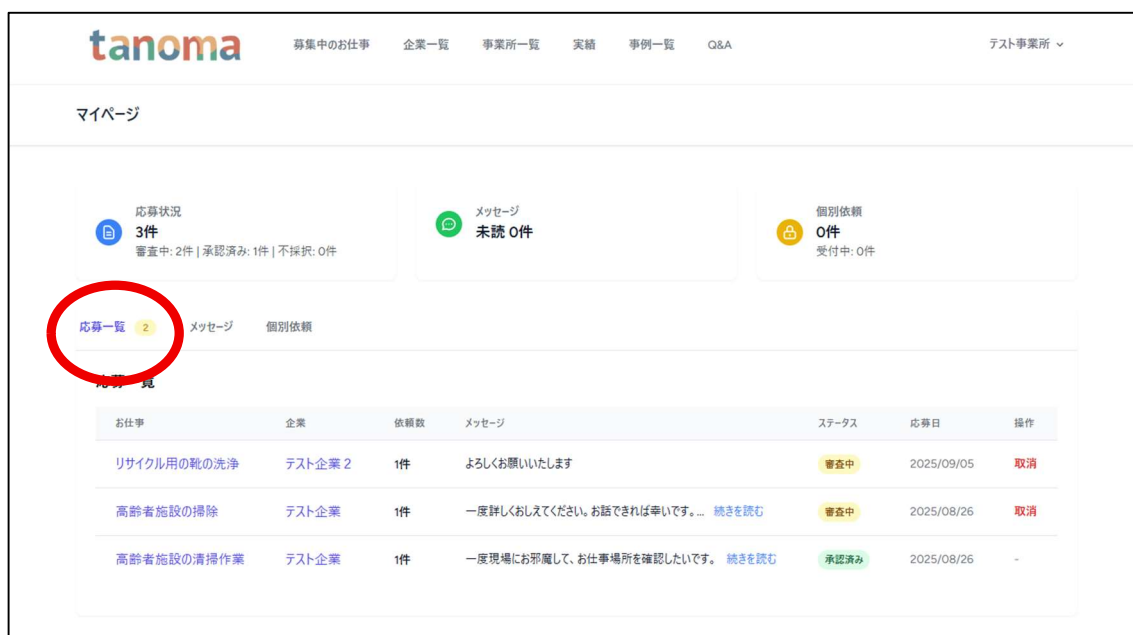 tanoma 募集中のお仕事 企業一覧 事業所一覧 実績 事例一覧 Q&A テスト事業所
マイページ
応募状況
3件
審査中: 2件 | 承認済み: 1件 | 不採択: 0件
メッセージ
未読 0件
個別依頼
0件
受付中: 0件
応募一覧 2 メッセージ 個別依頼
応募一覧
お仕事 企業 依頼数 メッセージ ステータス 応募日 操作
リサイクル用の靴の洗浄 テスト企業2 1件 よろしくお願いいたします 審査中 2025/09/05 取消
高齢者施設の掃除 テスト企業 1件 一度詳しくおしえてください。お話できれば幸いです。... 続きを読む 審査中 2025/08/26 取消
高齢者施設の清掃作業 テスト企業 1件 一度現場にお邪魔して、お仕事場所を確認したいです。 続きを読む 承認済み 2025/08/26 -